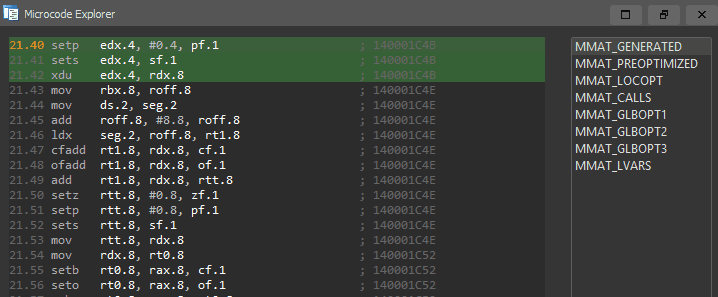 Microcode Explorer
21.40 setp edx.4, #0.4, pf.1 ; 140001C4B
21.41 sets edx.4, sf.1 ; 140001C4B
21.42 xdu edx.4, rdx.8 ; 140001C4B
21.43 mov rbx.8, roff.8 ; 140001C4E
21.44 mov ds.2, seg.2 ; 140001C4E
21.45 add roff.8, #8.8, roff.8 ; 140001C4E
21.46 ldx seg.2, roff.8, rt1.8 ; 140001C4E
21.47 cfadd rt1.8, rdx.8, cf.1 ; 140001C4E
21.48 ofadd rt1.8, rdx.8, of.1 ; 140001C4E
21.49 add rt1.8, rdx.8, rtt.8 ; 140001C4E
21.50 setz rtt.8, #0.8, zf.1 ; 140001C4E
21.51 setp rtt.8, #0.8, pf.1 ; 140001C4E
21.52 sets rtt.8, sf.1 ; 140001C4E
21.53 mov rtt.8, rdx.8 ; 140001C4E
21.54 mov rdx.8, rt0.8 ; 140001C52
21.55 setb rt0.8, rax.8, cf.1 ; 140001C52
21.56 seto rt0.8, rax.8, of.1 ; 140001C52
MMAT_GENERATED
MMAT_PREOPTIMIZED
MMAT_LOCOPT
MMAT_CALLS
MMAT_GLBOPT1
MMAT_GLBOPT2
MMAT_GLBOPT3
MMAT_LVARS